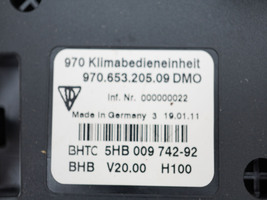 970 Klimabedieneinheit
970.653.205.09 DMO
Inf. Nr. 000000022
Made in Germany 3 19.01.11
BHTC 5HB 009 742-92
BHB V20.00 H100